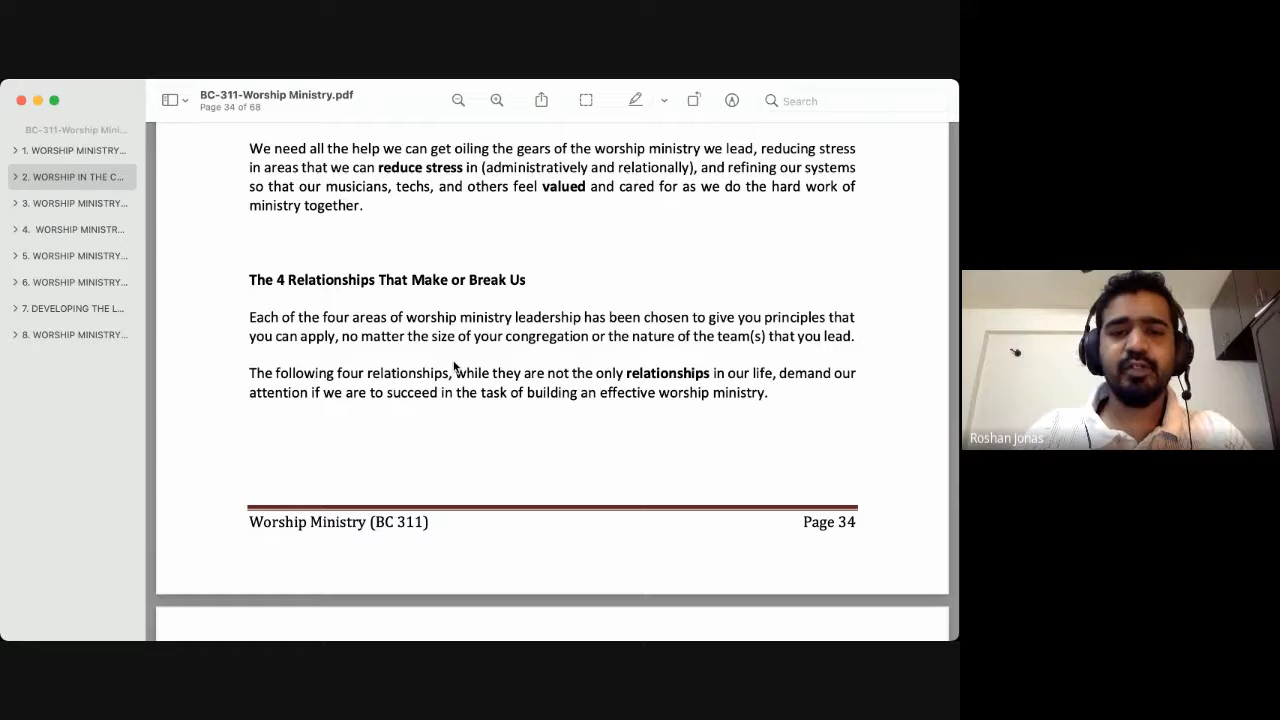 BC-311-Worship Ministry.pdf
Page 34 of 68
Search
BC-311-Worship Mini...
1. WORSHIP MINISTRY...
2. WORSHIP IN THE C...
3. WORSHIP MINISTRY...
4. WORSHIP MINISTR...
5. WORSHIP MINISTRY...
6. WORSHIP MINISTRY...
7. DEVELOPING THE L...
8. WORSHIP MINISTRY...
We need all the help we can get oiling the gears of the worship ministry we lead, reducing stress
in areas that we can reduce stress in (administratively and relationally), and refining our systems
so that our musicians, techs, and others feel valued and cared for as we do the hard work of
ministry together.
The 4 Relationships That Make or Break Us
Each of the four areas of worship ministry leadership has been chosen to give you principles that
you can apply, no matter the size of your congregation or the nature of the team(s) that you lead.
The following four relationships, while they are not the only relationships in our life, demand our
attention if we are to succeed in the task of building an effective worship ministry.
Worship Ministry (BC 311)
Page 34
Roshan Jonas